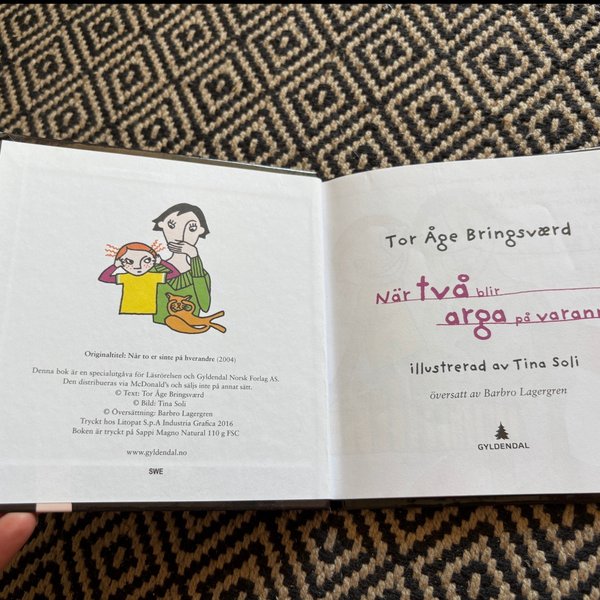 Originaltitel: Når to er sinte på hverandre (2004)
Denna bok är en specialutgåva för Läsrörelsen och Gyldendal Norsk Forlag AS.
Den distribueras via McDonald's och säljs inte på annat sätt.
© Text: Tor Åge Bringsværd
© Bild: Tina Soli
© Översättning: Barbro Lagergren
Tryckt hos Litopat S.p.A Industria Grafica 2016
Boken är tryckt på Sappi Magno Natural 110 g FSC
www.gyldendal.no
SWE
Tor Åge Bringsværd
När två blir
arga på varann
illustrerad av Tina Soli
översatt av Barbro Lagergren
GYLDENDAL